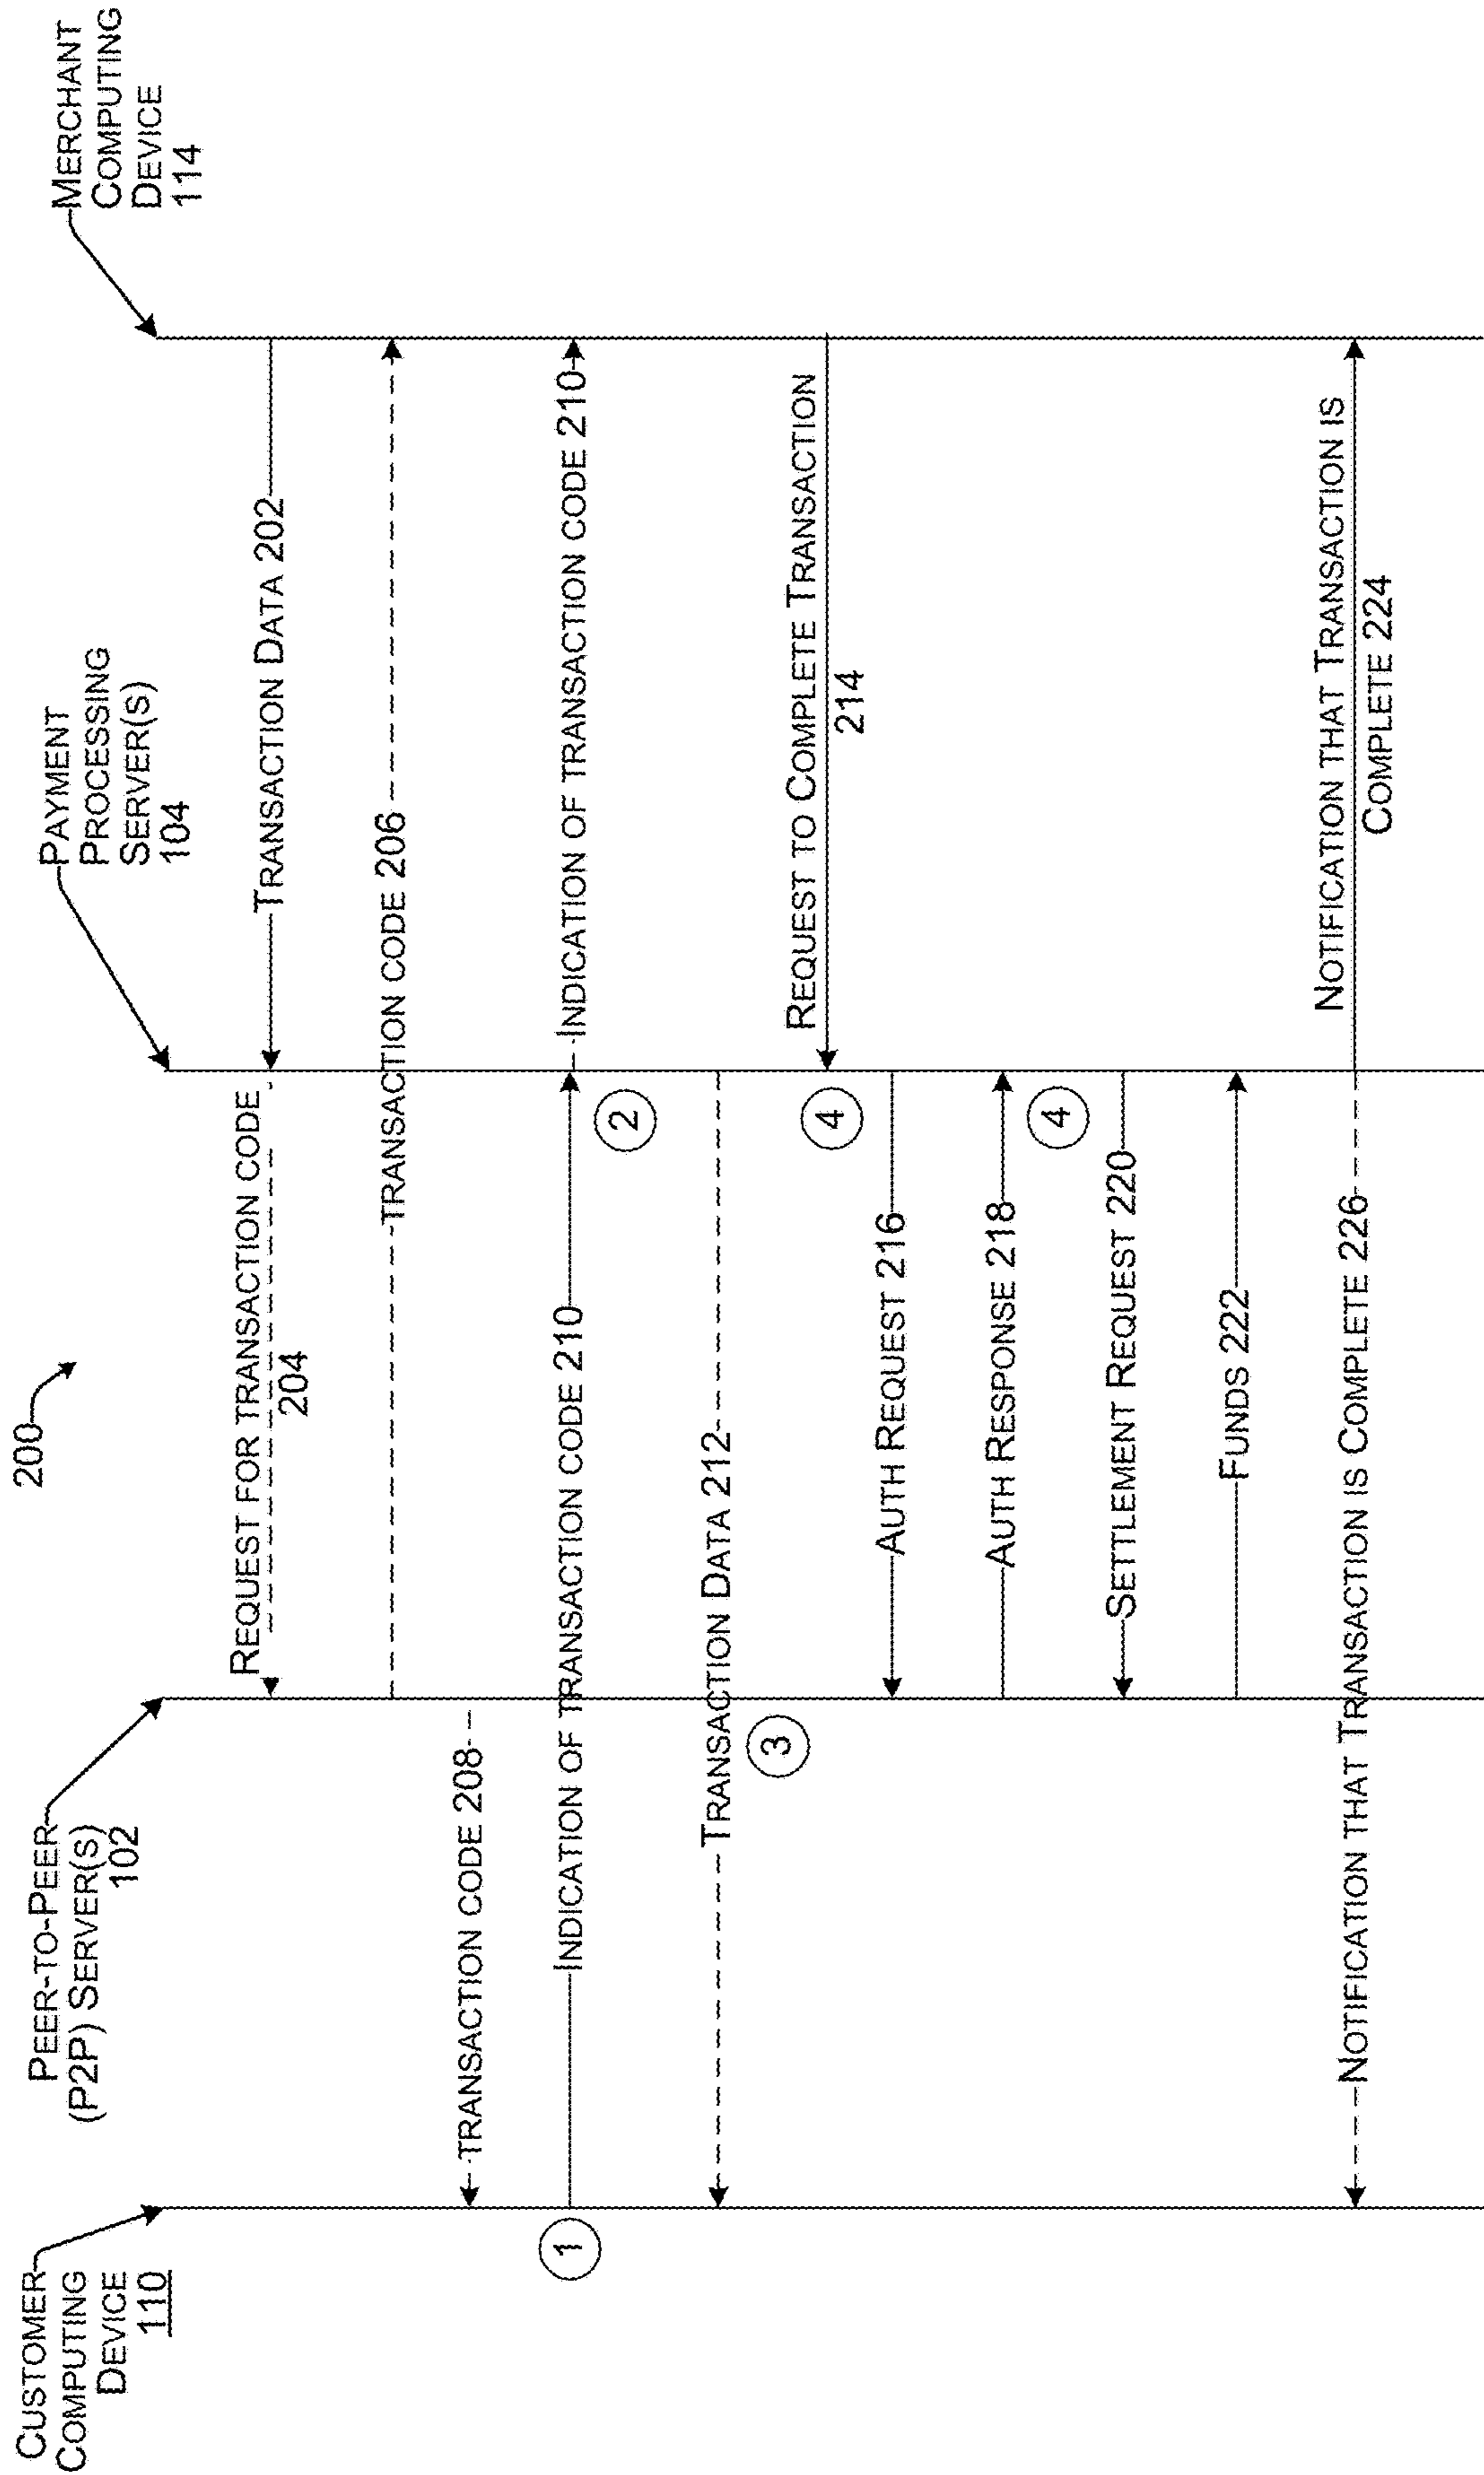 200
CUSTOMER
COMPUTING
DEVICE
110
PEER-TO-PEER
(P2P) SERVER(S)
102
PAYMENT
PROCESSING
SERVER(S)
104
MERCHANT
COMPUTING
DEVICE
114
REQUEST FOR TRANSACTION CODE
204
TRANSACTION DATA 202
TRANSACTION CODE 206
TRANSACTION CODE 208
1
INDICATION OF TRANSACTION CODE 210
INDICATION OF TRANSACTION CODE 210
2
TRANSACTION DATA 212
3
REQUEST TO COMPLETE TRANSACTION
214
4
AUTH REQUEST 216
AUTH RESPONSE 218
4
SETTLEMENT REQUEST 220
FUNDS 222
NOTIFICATION THAT TRANSACTION IS
COMPLETE 224
NOTIFICATION THAT TRANSACTION IS COMPLETE 226